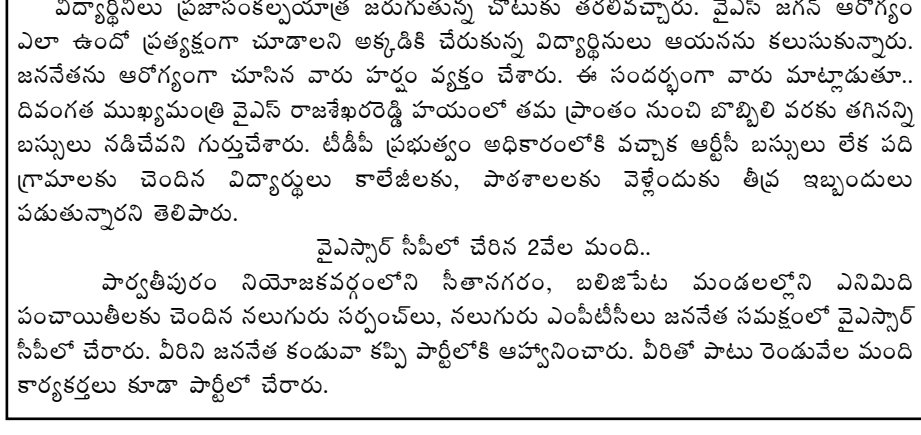 విద్యార్థినిలు ప్రజాసంకల్పయాత్ర జరుగుతున్న చోటుకు తరలివచ్చారు. వైఎస్ జగన్ ఆరోగ్యం
ఎలా ఉందో ప్రత్యక్షంగా చూడాలని అక్కడికి చేరుకున్న విద్యార్థినులు ఆయనను కలుసుకున్నారు.
జననేతను ఆరోగ్యంగా చూసిన వారు హర్షం వ్యక్తం చేశారు. ఈ సందర్భంగా వారు మాట్లాడుతూ..
దివంగత ముఖ్యమంత్రి వైఎస్ రాజశేఖరరెడ్డి హయంలో తమ ప్రాంతం నుంచి బొబ్బిలి వరకు తగినన్ని
బస్సులు నడిచేవని గుర్తుచేశారు. టీడీపీ ప్రభుత్వం అధికారంలోకి వచ్చాక ఆర్టీసీ బస్సులు లేక పది
గ్రామాలకు చెందిన విద్యార్థులు కాలేజీలకు, పాఠశాలలకు వెళ్లేందుకు తీవ్ర ఇబ్బందులు
పడుతున్నారని తెలిపారు.
వైఎస్సార్ సీపీలో చేరిన 2వేల మంది..
పార్వతీపురం నియోజకవర్గంలోని సీతానగరం, బలిజిపేట మండలల్లోని ఎనిమిది
పంచాయితీలకు చెందిన నలుగురు సర్పంచ్‌లు, నలుగురు ఎంపీటీసీలు జననేత సమక్షంలో వైఎస్సార్
సీపీలో చేరారు. వీరిని జననేత కండువా కప్పి పార్టీలోకి ఆహ్వానించారు. వీరితో పాటు రెండువేల మంది
కార్యకర్తలు కూడా పార్టీలో చేరారు.